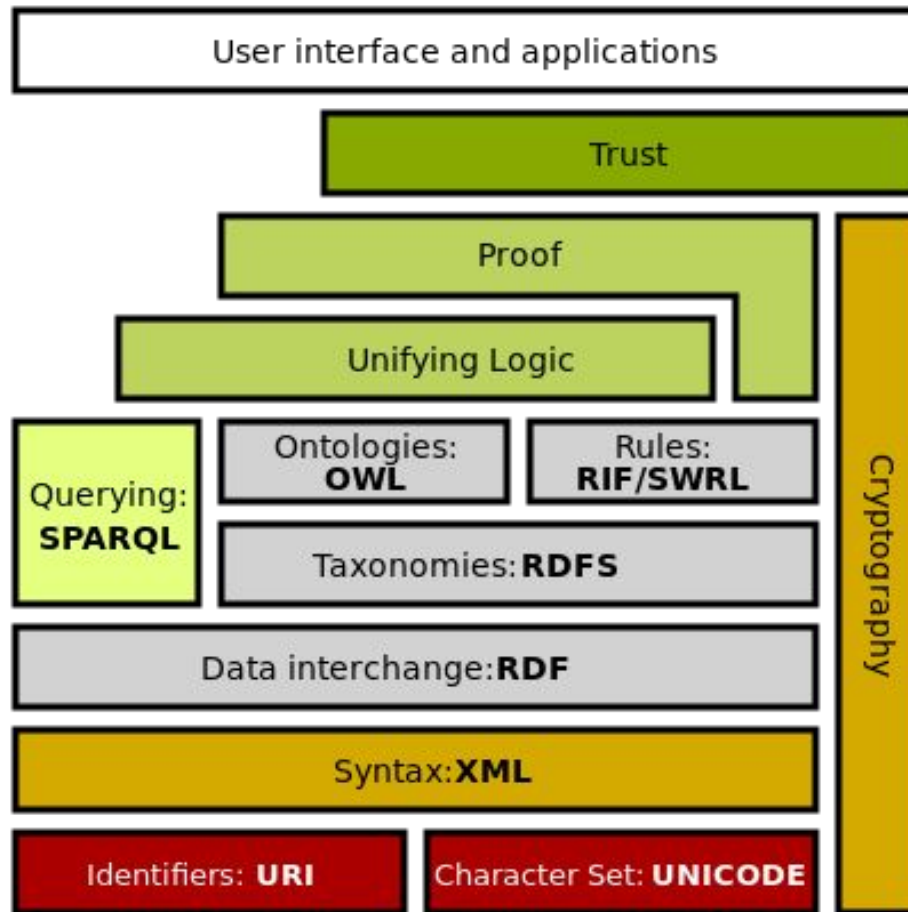 User interface and applications
Trust
Proof
Unifying Logic
Querying:
SPARQL
Ontologies:
OWL
Rules:
RIF/SWRL
Taxonomies: RDFS
Data interchange: RDF
Syntax: XML
Identifiers: URI
Character Set: UNICODE
Cryptography